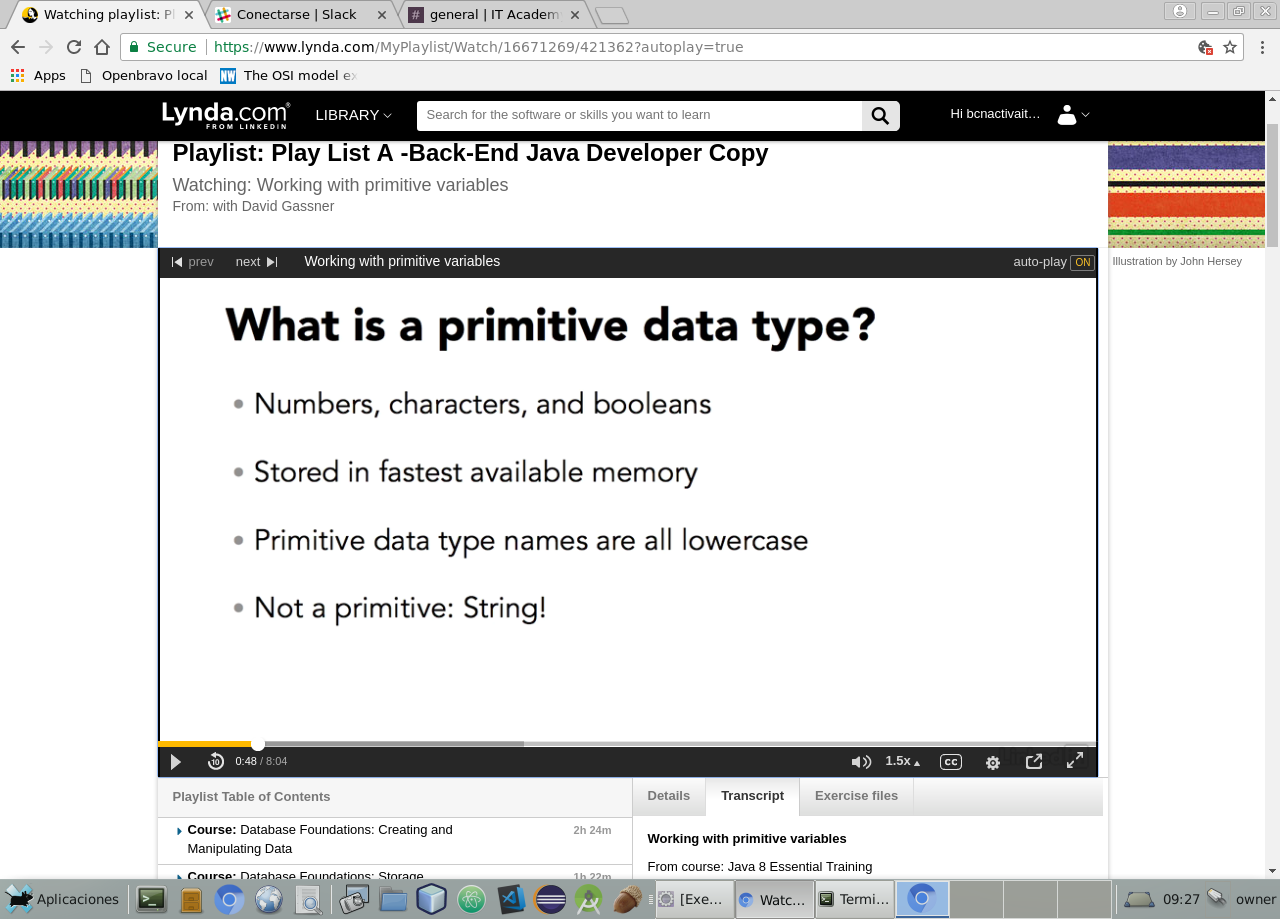 Watching playlist: Pl
Conectarse | Slack
general | IT Academ
Secure
https://www.lynda.com/MyPlaylist/Watch/16671269/421362?autoplay=true
Apps
Openbravo local
NW
The OSI model ex
Lynda.com
FROM LINKEDIN
LIBRARY
Search for the software or skills you want to learn
Hi bcnactivait…
Playlist: Play List A -Back-End Java Developer Copy
Watching: Working with primitive variables
From: with David Gassner
prev
next
Working with primitive variables
auto-play ON
Illustration by John Hersey
What is a primitive data type?
• Numbers, characters, and booleans
• Stored in fastest available memory
• Primitive data type names are all lowercase
• Not a primitive: String!
10
0:48 / 8:04
1.5x
cc
Playlist Table of Contents
Details
Transcript
Exercise files
Course: Database Foundations: Creating and
Manipulating Data
2h 24m
Course: Database Foundations: Storage
1h 22m
Working with primitive variables
From course: Java 8 Essential Training
Aplicaciones
[Exe...
Watc...
Termi...
09:27
owner